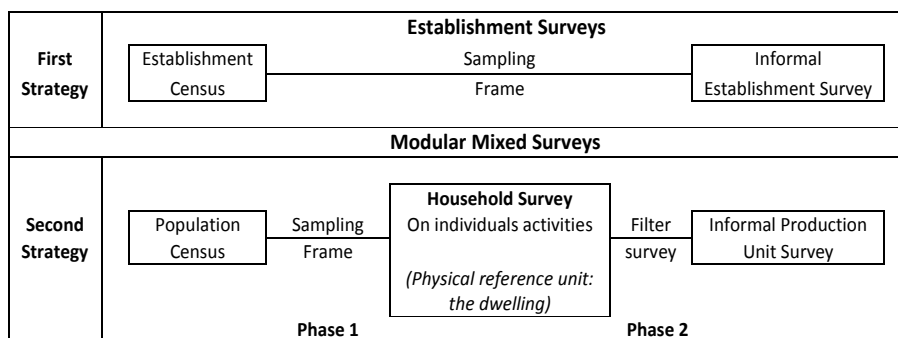 Establishment Surveys
First
Strategy
Establishment
Census
Sampling
Frame
Informal
Establishment Survey
Modular Mixed Surveys
Second
Strategy
Population
Census
Sampling
Frame
Household Survey
On individuals activities
(Physical reference unit:
the dwelling)
Filter
survey
Informal Production
Unit Survey
Phase 1
Phase 2